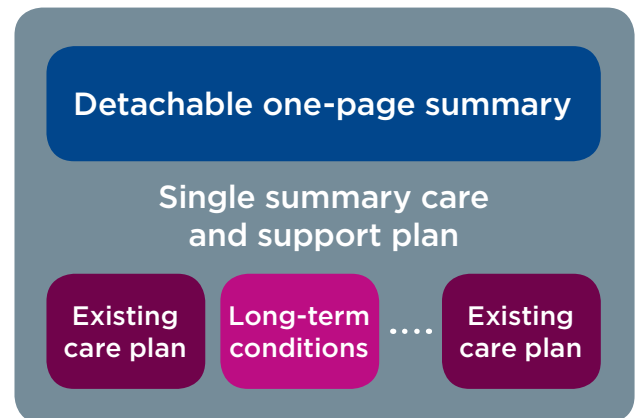 Detachable one-page summary
Single summary care
and support plan
Existing
care plan
Long-term
conditions
....
Existing
care plan